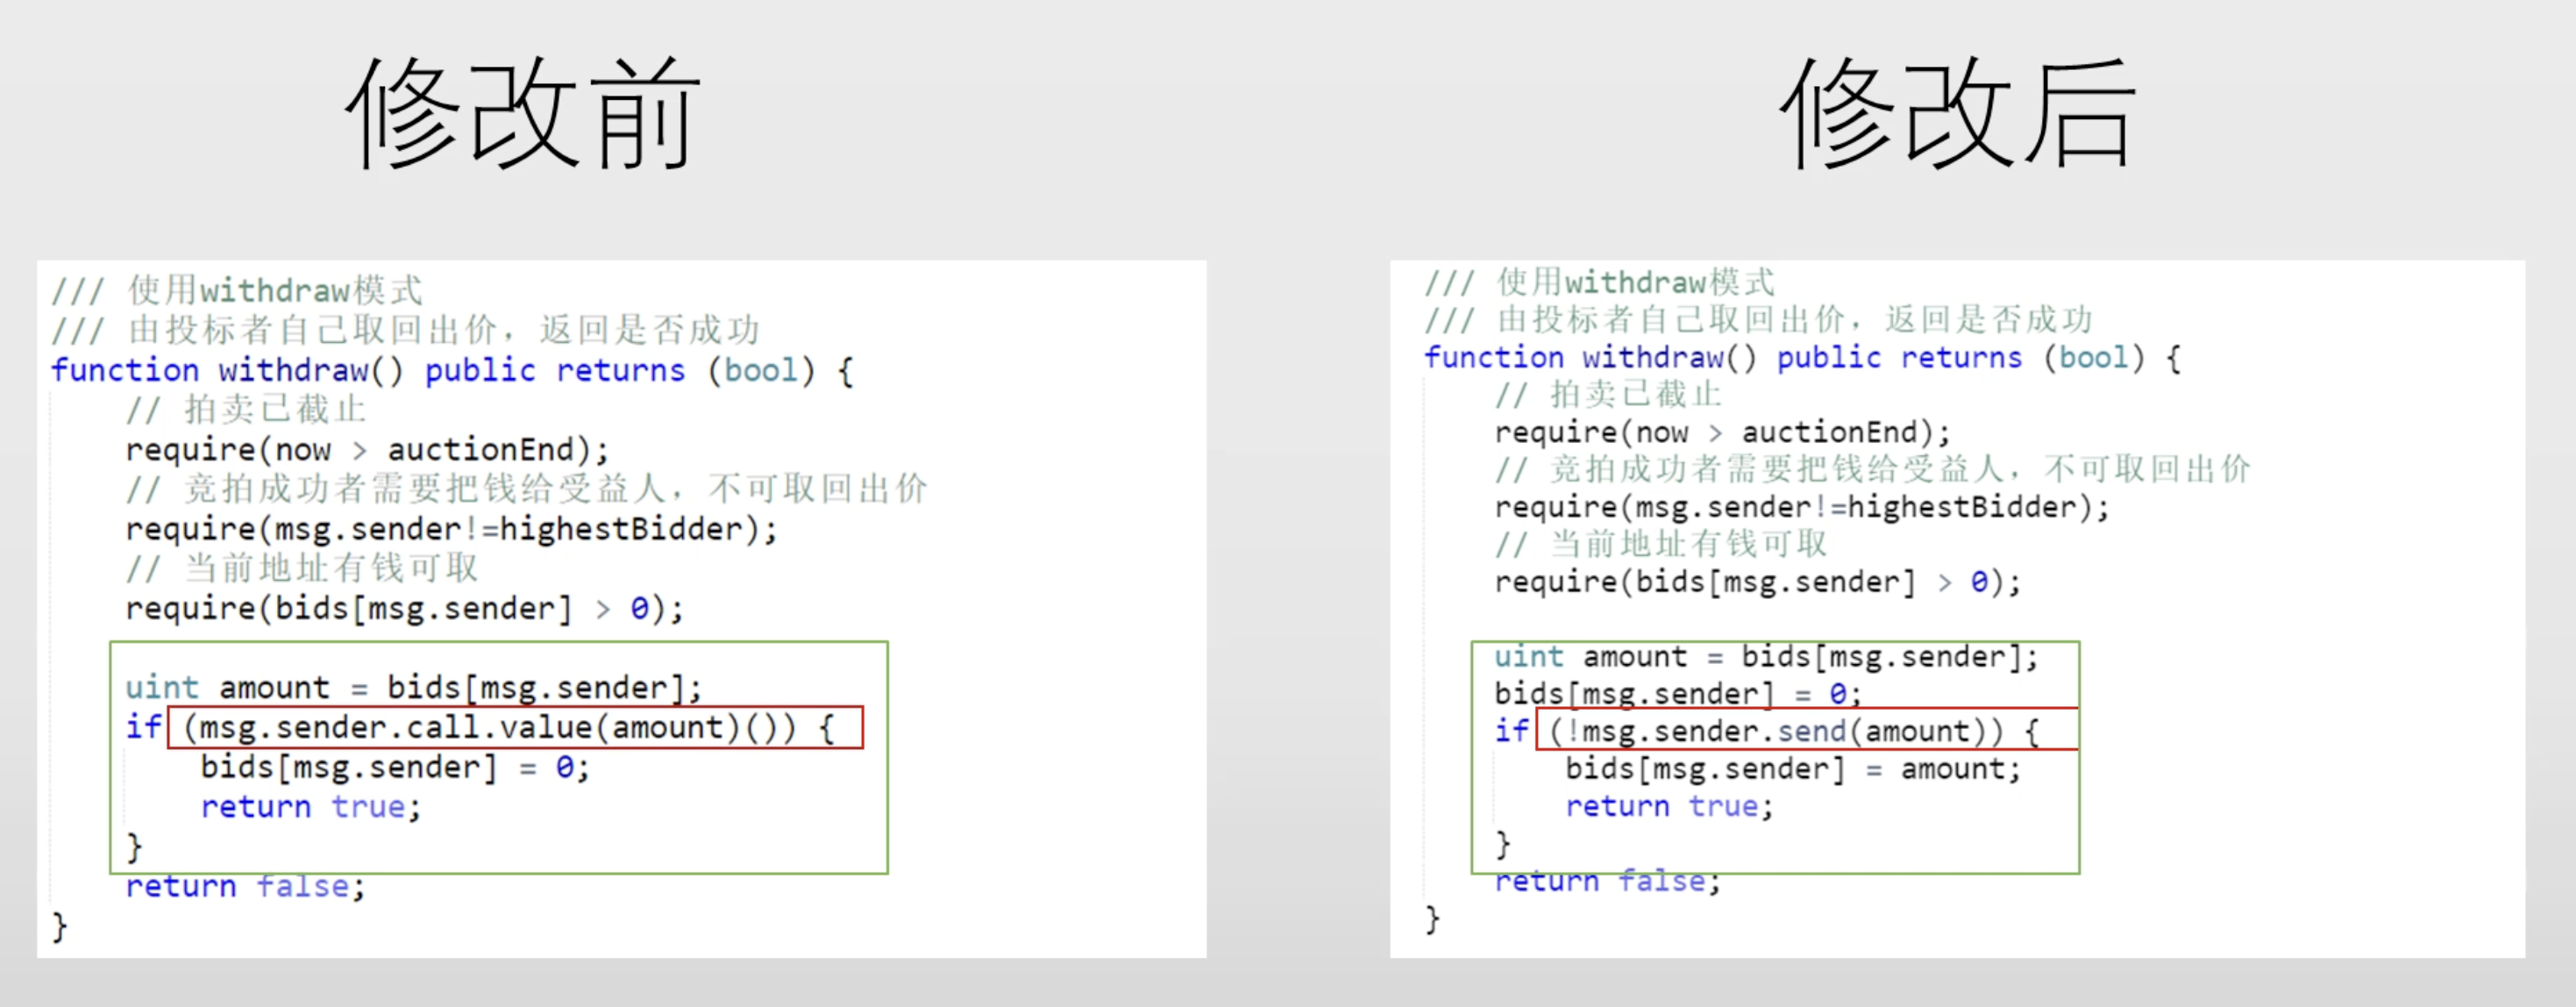 修改前
/// 使用withdraw模式
/// 由投标者自己取回出价，返回是否成功
function withdraw() public returns (bool) {
// 拍卖已截止
require(now > auctionEnd);
// 竞拍成功者需要把钱给受益人，不可取回出价
require(msg.sender!=highestBidder);
// 当前地址有钱可取
require(bids[msg.sender] > 0);
uint amount = bids[msg.sender];
if (msg.sender.call.value(amount)()) {
bids[msg.sender] = 0;
return true;
}
return false;
}
修改后
/// 使用withdraw模式
/// 由投标者自己取回出价，返回是否成功
function withdraw() public returns (bool) {
// 拍卖已截止
require(now > auctionEnd);
// 竞拍成功者需要把钱给受益人，不可取回出价
require(msg.sender!=highestBidder);
// 当前地址有钱可取
require(bids[msg.sender] > 0);
uint amount = bids[msg.sender];
bids[msg.sender] = 0;
if (!msg.sender.send(amount)) {
bids[msg.sender] = amount;
return true;
}
return false;
}